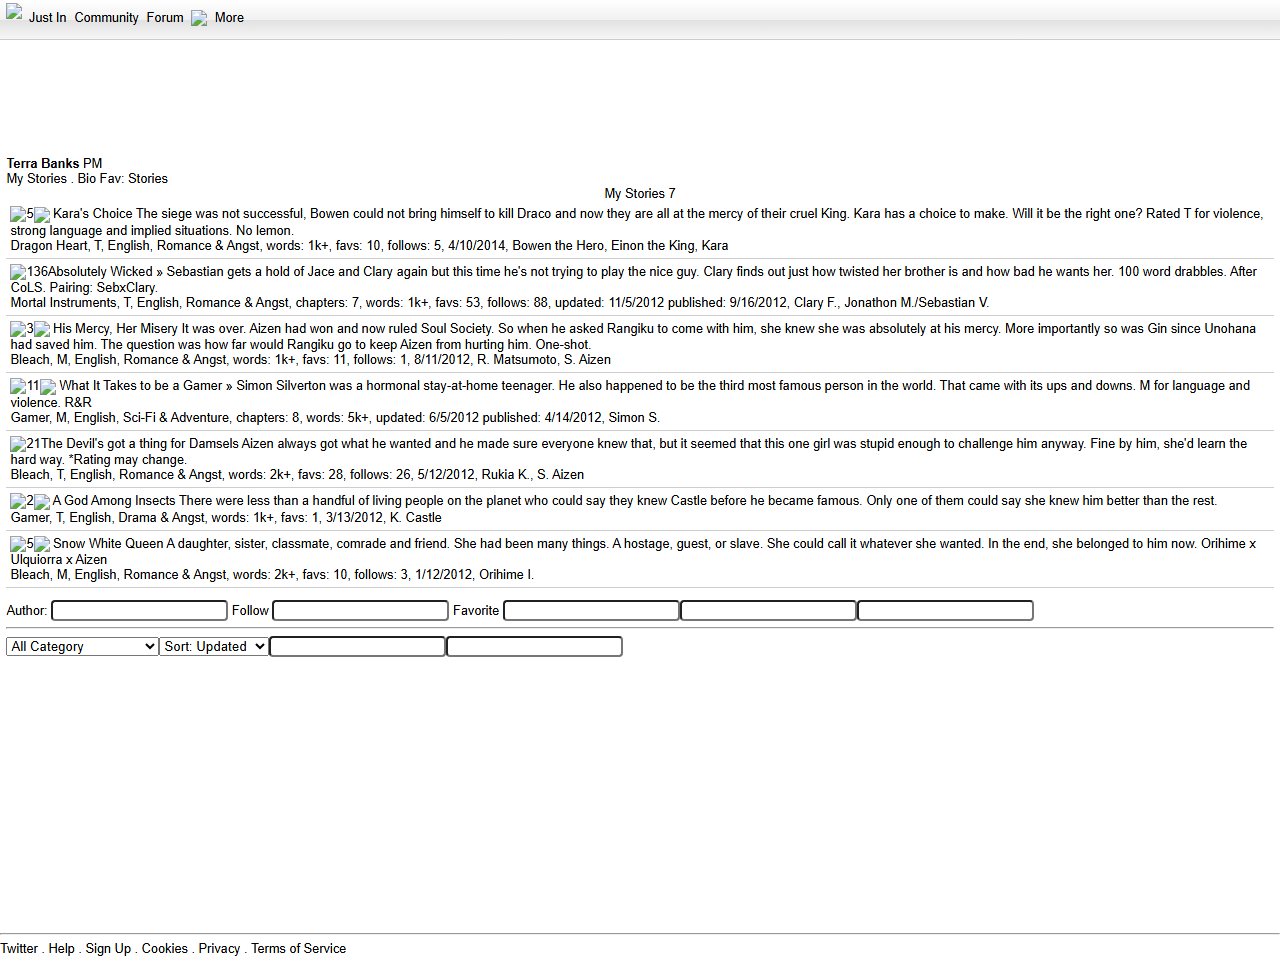 Just In Community Forum More
Terra Banks PM
My Stories . Bio Fav: Stories
My Stories 7
5 Kara's Choice The siege was not successful, Bowen could not bring himself to kill Draco and now they are all at the mercy of their cruel King. Kara has a choice to make. Will it be the right one? Rated T for violence,
strong language and implied situations. No lemon.
Dragon Heart, T, English, Romance & Angst, words: 1k+, favs: 10, follows: 5, 4/10/2014, Bowen the Hero, Einon the King, Kara
136Absolutely Wicked » Sebastian gets a hold of Jace and Clary again but this time he's not trying to play the nice guy. Clary finds out just how twisted her brother is and how bad he wants her. 100 word drabbles. After
CoLS. Pairing: SebxClary.
Mortal Instruments, T, English, Romance & Angst, chapters: 7, words: 1k+, favs: 53, follows: 88, updated: 11/5/2012 published: 9/16/2012, Clary F., Jonathon M./Sebastian V.
3 His Mercy, Her Misery It was over. Aizen had won and now ruled Soul Society. So when he asked Rangiku to come with him, she knew she was absolutely at his mercy. More importantly so was Gin since Unohana
had saved him. The question was how far would Rangiku go to keep Aizen from hurting him. One-shot.
Bleach, M, English, Romance & Angst, words: 1k+, favs: 11, follows: 1, 8/11/2012, R. Matsumoto, S. Aizen
11 What It Takes to be a Gamer » Simon Silverton was a hormonal stay-at-home teenager. He also happened to be the third most famous person in the world. That came with its ups and downs. M for language and
violence. R&R
Gamer, M, English, Sci-Fi & Adventure, chapters: 8, words: 5k+, updated: 6/5/2012 published: 4/14/2012, Simon S.
21The Devil's got a thing for Damsels Aizen always got what he wanted and he made sure everyone knew that, but it seemed that this one girl was stupid enough to challenge him anyway. Fine by him, she'd learn the
hard way. *Rating may change.
Bleach, T, English, Romance & Angst, words: 2k+, favs: 28, follows: 26, 5/12/2012, Rukia K., S. Aizen
2 A God Among Insects There were less than a handful of living people on the planet who could say they knew Castle before he became famous. Only one of them could say she knew him better than the rest.
Gamer, T, English, Drama & Angst, words: 1k+, favs: 1, 3/13/2012, K. Castle
5 Snow White Queen A daughter, sister, classmate, comrade and friend. She had been many things. A hostage, guest, or slave. She could call it whatever she wanted. In the end, she belonged to him now. Orihime x
Ulquiorra x Aizen
Bleach, M, English, Romance & Angst, words: 2k+, favs: 10, follows: 3, 1/12/2012, Orihime I.
Author: Follow Favorite
All Category Sort: Updated
Twitter . Help . Sign Up . Cookies . Privacy . Terms of Service